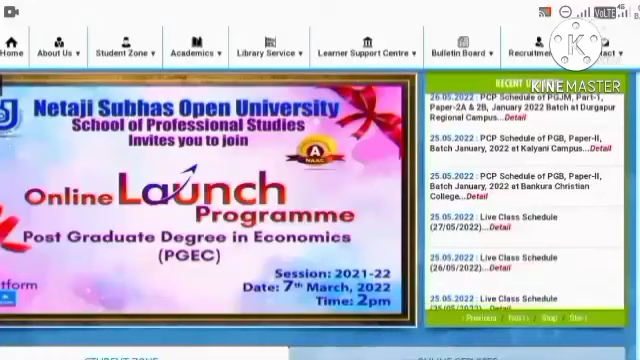 VoLTE 4G
Home About Us Student Zone Academics Library Service Learner Support Centre Bulletin Board
KINEMASTER
Netaji Subhas Open University
School of Professional Studies
Invites you to join
A
NAAC
Online Launch
Programme
Post Graduate Degree in Economics
(PGEC)
Session: 2021-22
Date: 7th March, 2022
Time: 2pm
26.05.2022 : PCP Schedule of PGJM, Part-1,
Paper-2A & 2B, January 2022 Batch at Durgapur
Regional Campus...Detail
25.05.2022 : PCP Schedule of PGB, Paper-II,
Batch January, 2022 at Kalyani Campus...Detail
25.05.2022 : PCP Schedule of PGB, Paper-II,
Batch January, 2022 at Bankura Christian
College...Detail
25.05.2022 : Live Class Schedule
(27/05/2022)...Detail
25.05.2022 : Live Class Schedule
(26/05/2022)...Detail
25.05.2022 : Live Class Schedule
Previous / Next / Stop / Start